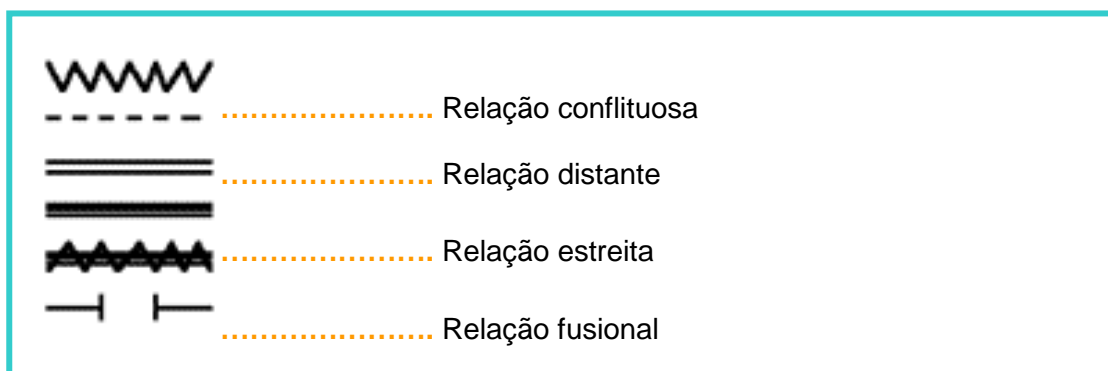 ...................... Relação conflituosa
...................... Relação distante
...................... Relação estreita
...................... Relação fusional